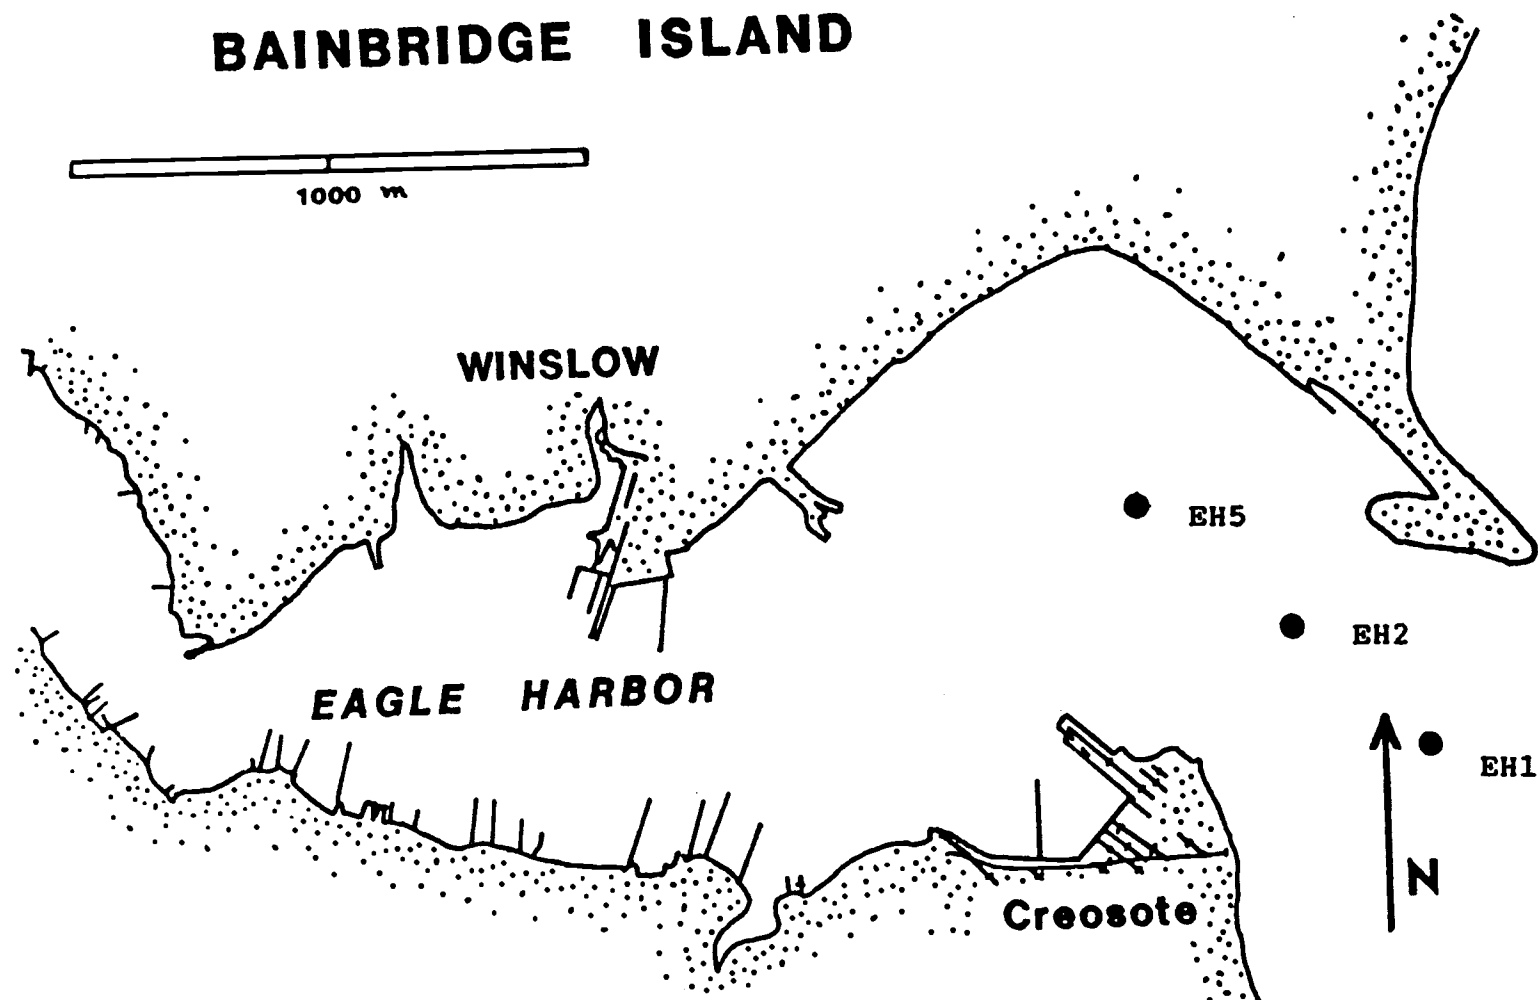 BAINBRIDGE ISLAND
1000 m
WINSLOW
EH5
EH2
EAGLE HARBOR
EH1
N
Creosote